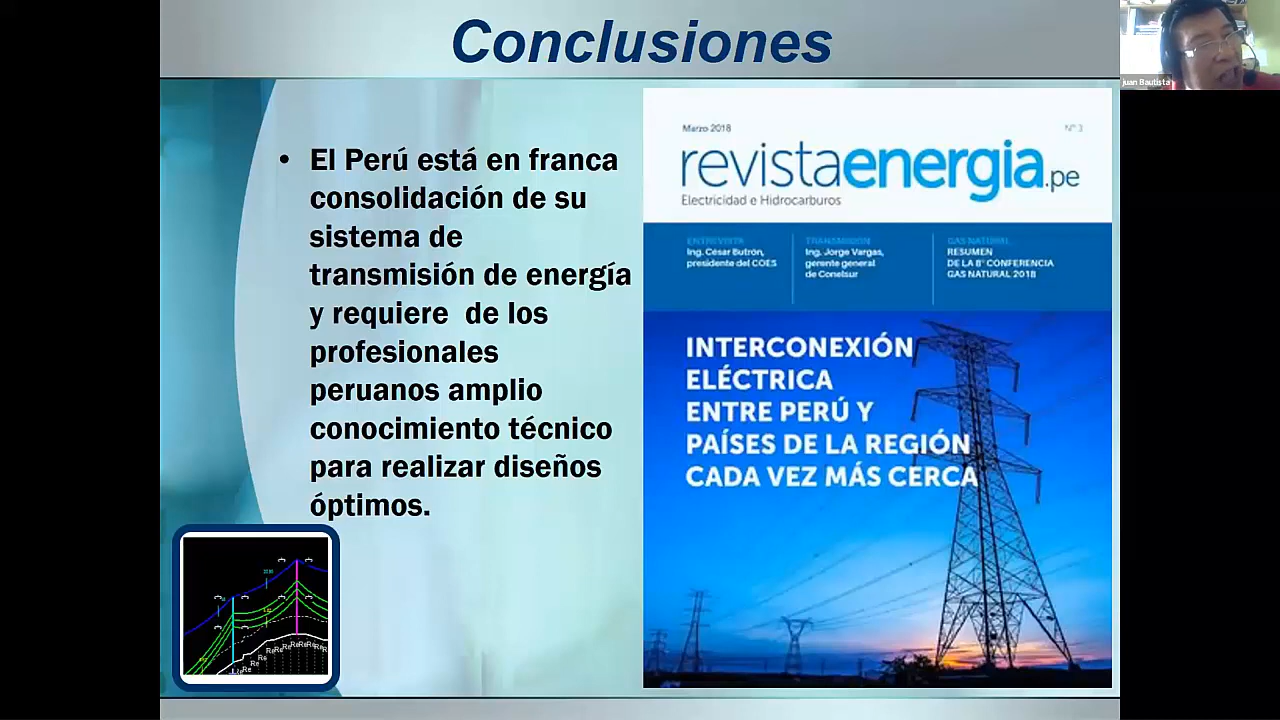 Conclusiones
juan Bautista
• El Perú está en franca
consolidación de su
sistema de
transmisión de energía
y requiere de los
profesionales
peruanos amplio
conocimiento técnico
para realizar diseños
óptimos.
Marzo 2018
N° 3
revistaenergia.pe
Electricidad e Hidrocarburos
ENTREVISTA
Ing. César Butrón,
presidente del COES
TRANSMISIÓN
Ing. Jorge Vargas,
gerente general
de Conelsur
GAS NATURAL
RESUMEN
DE LA 8° CONFERENCIA
GAS NATURAL 2018
INTERCONEXIÓN
ELÉCTRICA
ENTRE PERÚ Y
PAÍSES DE LA REGIÓN
CADA VEZ MÁS CERCA